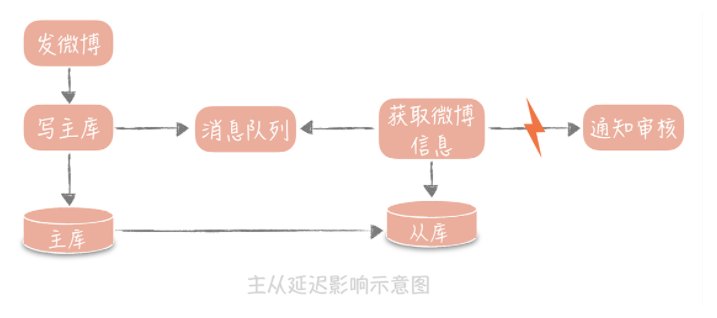 发微博
写主库
消息队列
获取微博
信息
通知审核
主库
从库
主从延迟影响示意图